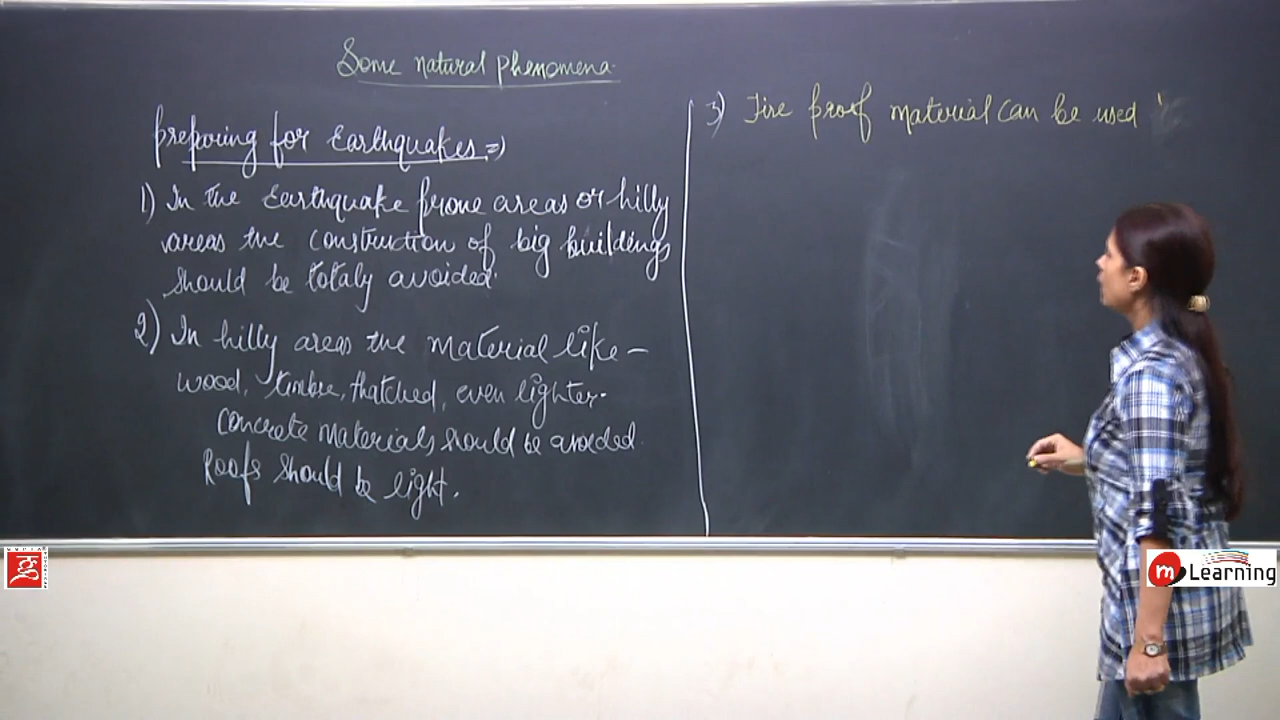 Some natural phenomena.
Preparing for Earthquakes =>
1) In the Earthquake prone areas or hilly
areas the construction of big buildings
should be totaly avoided.
2) In hilly areas the material like –
wood, timbre, thatched, even lighter.
concrete materials should be avoided.
Roofs should be light.
3) Fire proof material can be used
m Learning